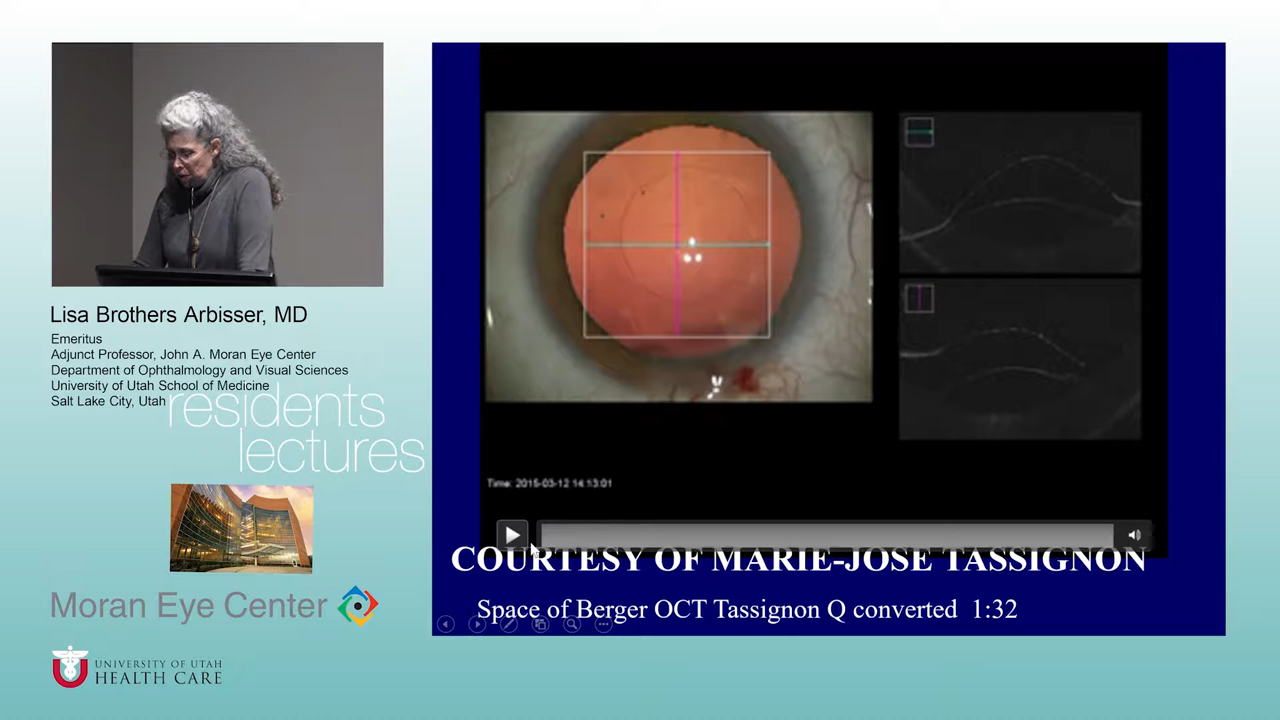 Lisa Brothers Arbisser, MD
Emeritus
Adjunct Professor, John A. Moran Eye Center
Department of Ophthalmology and Visual Sciences
University of Utah School of Medicine
Salt Lake City, Utah
residents
lectures
Moran Eye Center
UNIVERSITY OF UTAH
HEALTH CARE
Time: 2015-03-12 14:13:01
COURTESY OF MARIE-JOSE TASSIGNON
Space of Berger OCT Tassignon Q converted 1:32